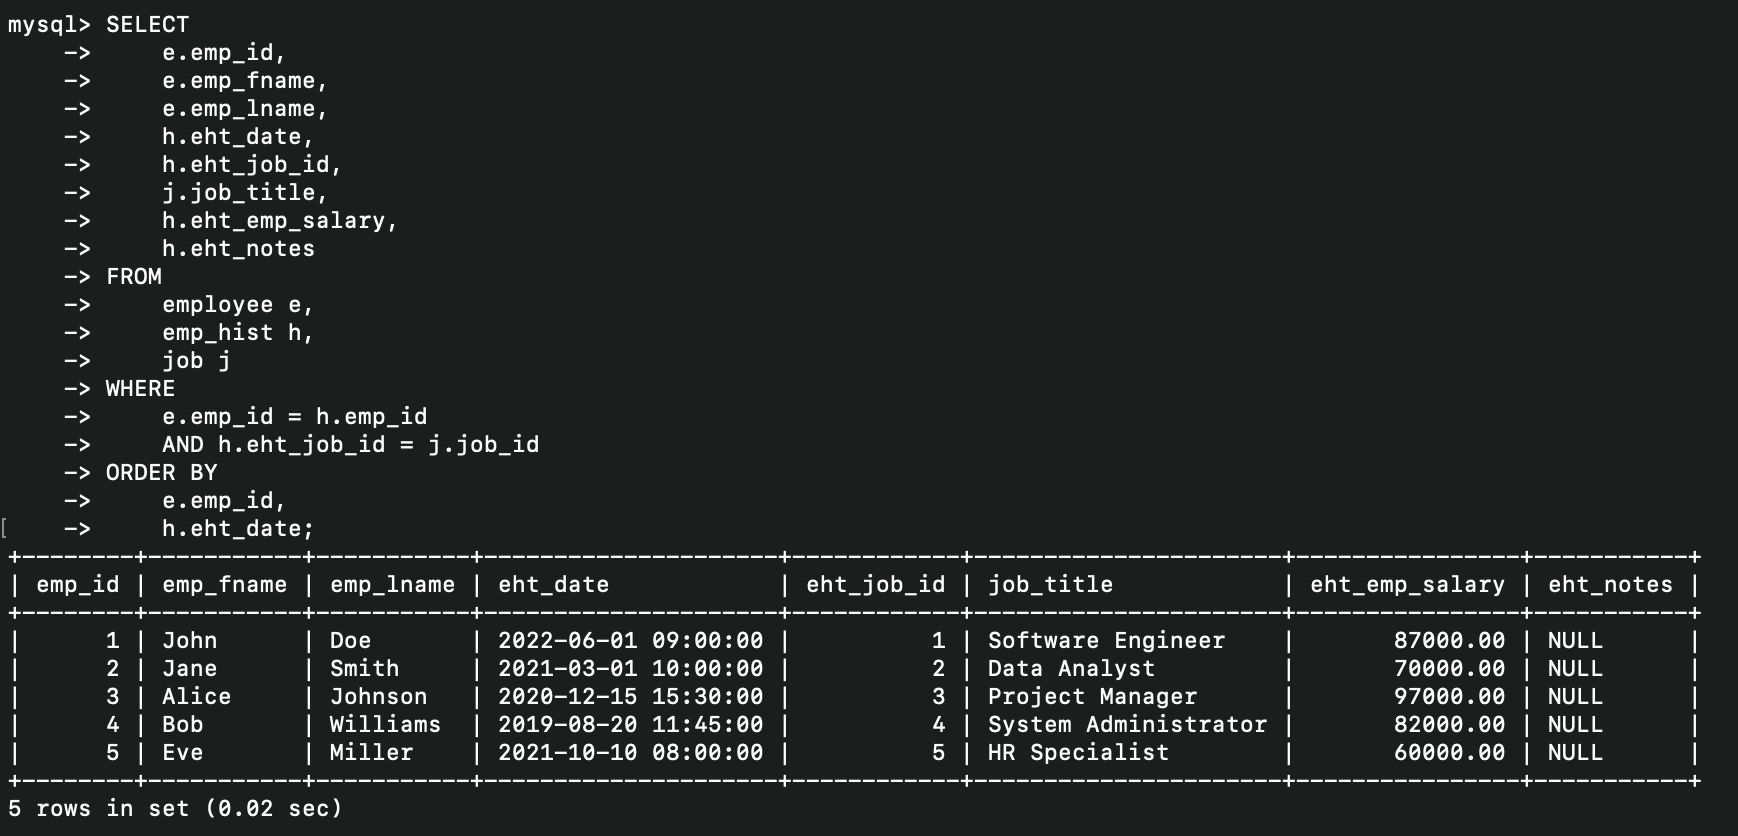 mysql> SELECT
    ->     e.emp_id,
    ->     e.emp_fname,
    ->     e.emp_lname,
    ->     h.eht_date,
    ->     h.eht_job_id,
    ->     j.job_title,
    ->     h.eht_emp_salary,
    ->     h.eht_notes
    -> FROM
    ->     employee e,
    ->     emp_hist h,
    ->     job j
    -> WHERE
    ->     e.emp_id = h.emp_id
    ->     AND h.eht_job_id = j.job_id
    -> ORDER BY
    ->     e.emp_id,
[    ->     h.eht_date;
+--------+-----------+-----------+---------------------+------------+----------------------+----------------+-----------+
| emp_id | emp_fname | emp_lname | eht_date            | eht_job_id | job_title            | eht_emp_salary | eht_notes |
+--------+-----------+-----------+---------------------+------------+----------------------+----------------+-----------+
|      1 | John      | Doe       | 2022-06-01 09:00:00 |          1 | Software Engineer    |       87000.00 | NULL      |
|      2 | Jane      | Smith     | 2021-03-01 10:00:00 |          2 | Data Analyst         |       70000.00 | NULL      |
|      3 | Alice     | Johnson   | 2020-12-15 15:30:00 |          3 | Project Manager      |       97000.00 | NULL      |
|      4 | Bob       | Williams  | 2019-08-20 11:45:00 |          4 | System Administrator |       82000.00 | NULL      |
|      5 | Eve       | Miller    | 2021-10-10 08:00:00 |          5 | HR Specialist        |       60000.00 | NULL      |
+--------+-----------+-----------+---------------------+------------+----------------------+----------------+-----------+
5 rows in set (0.02 sec)